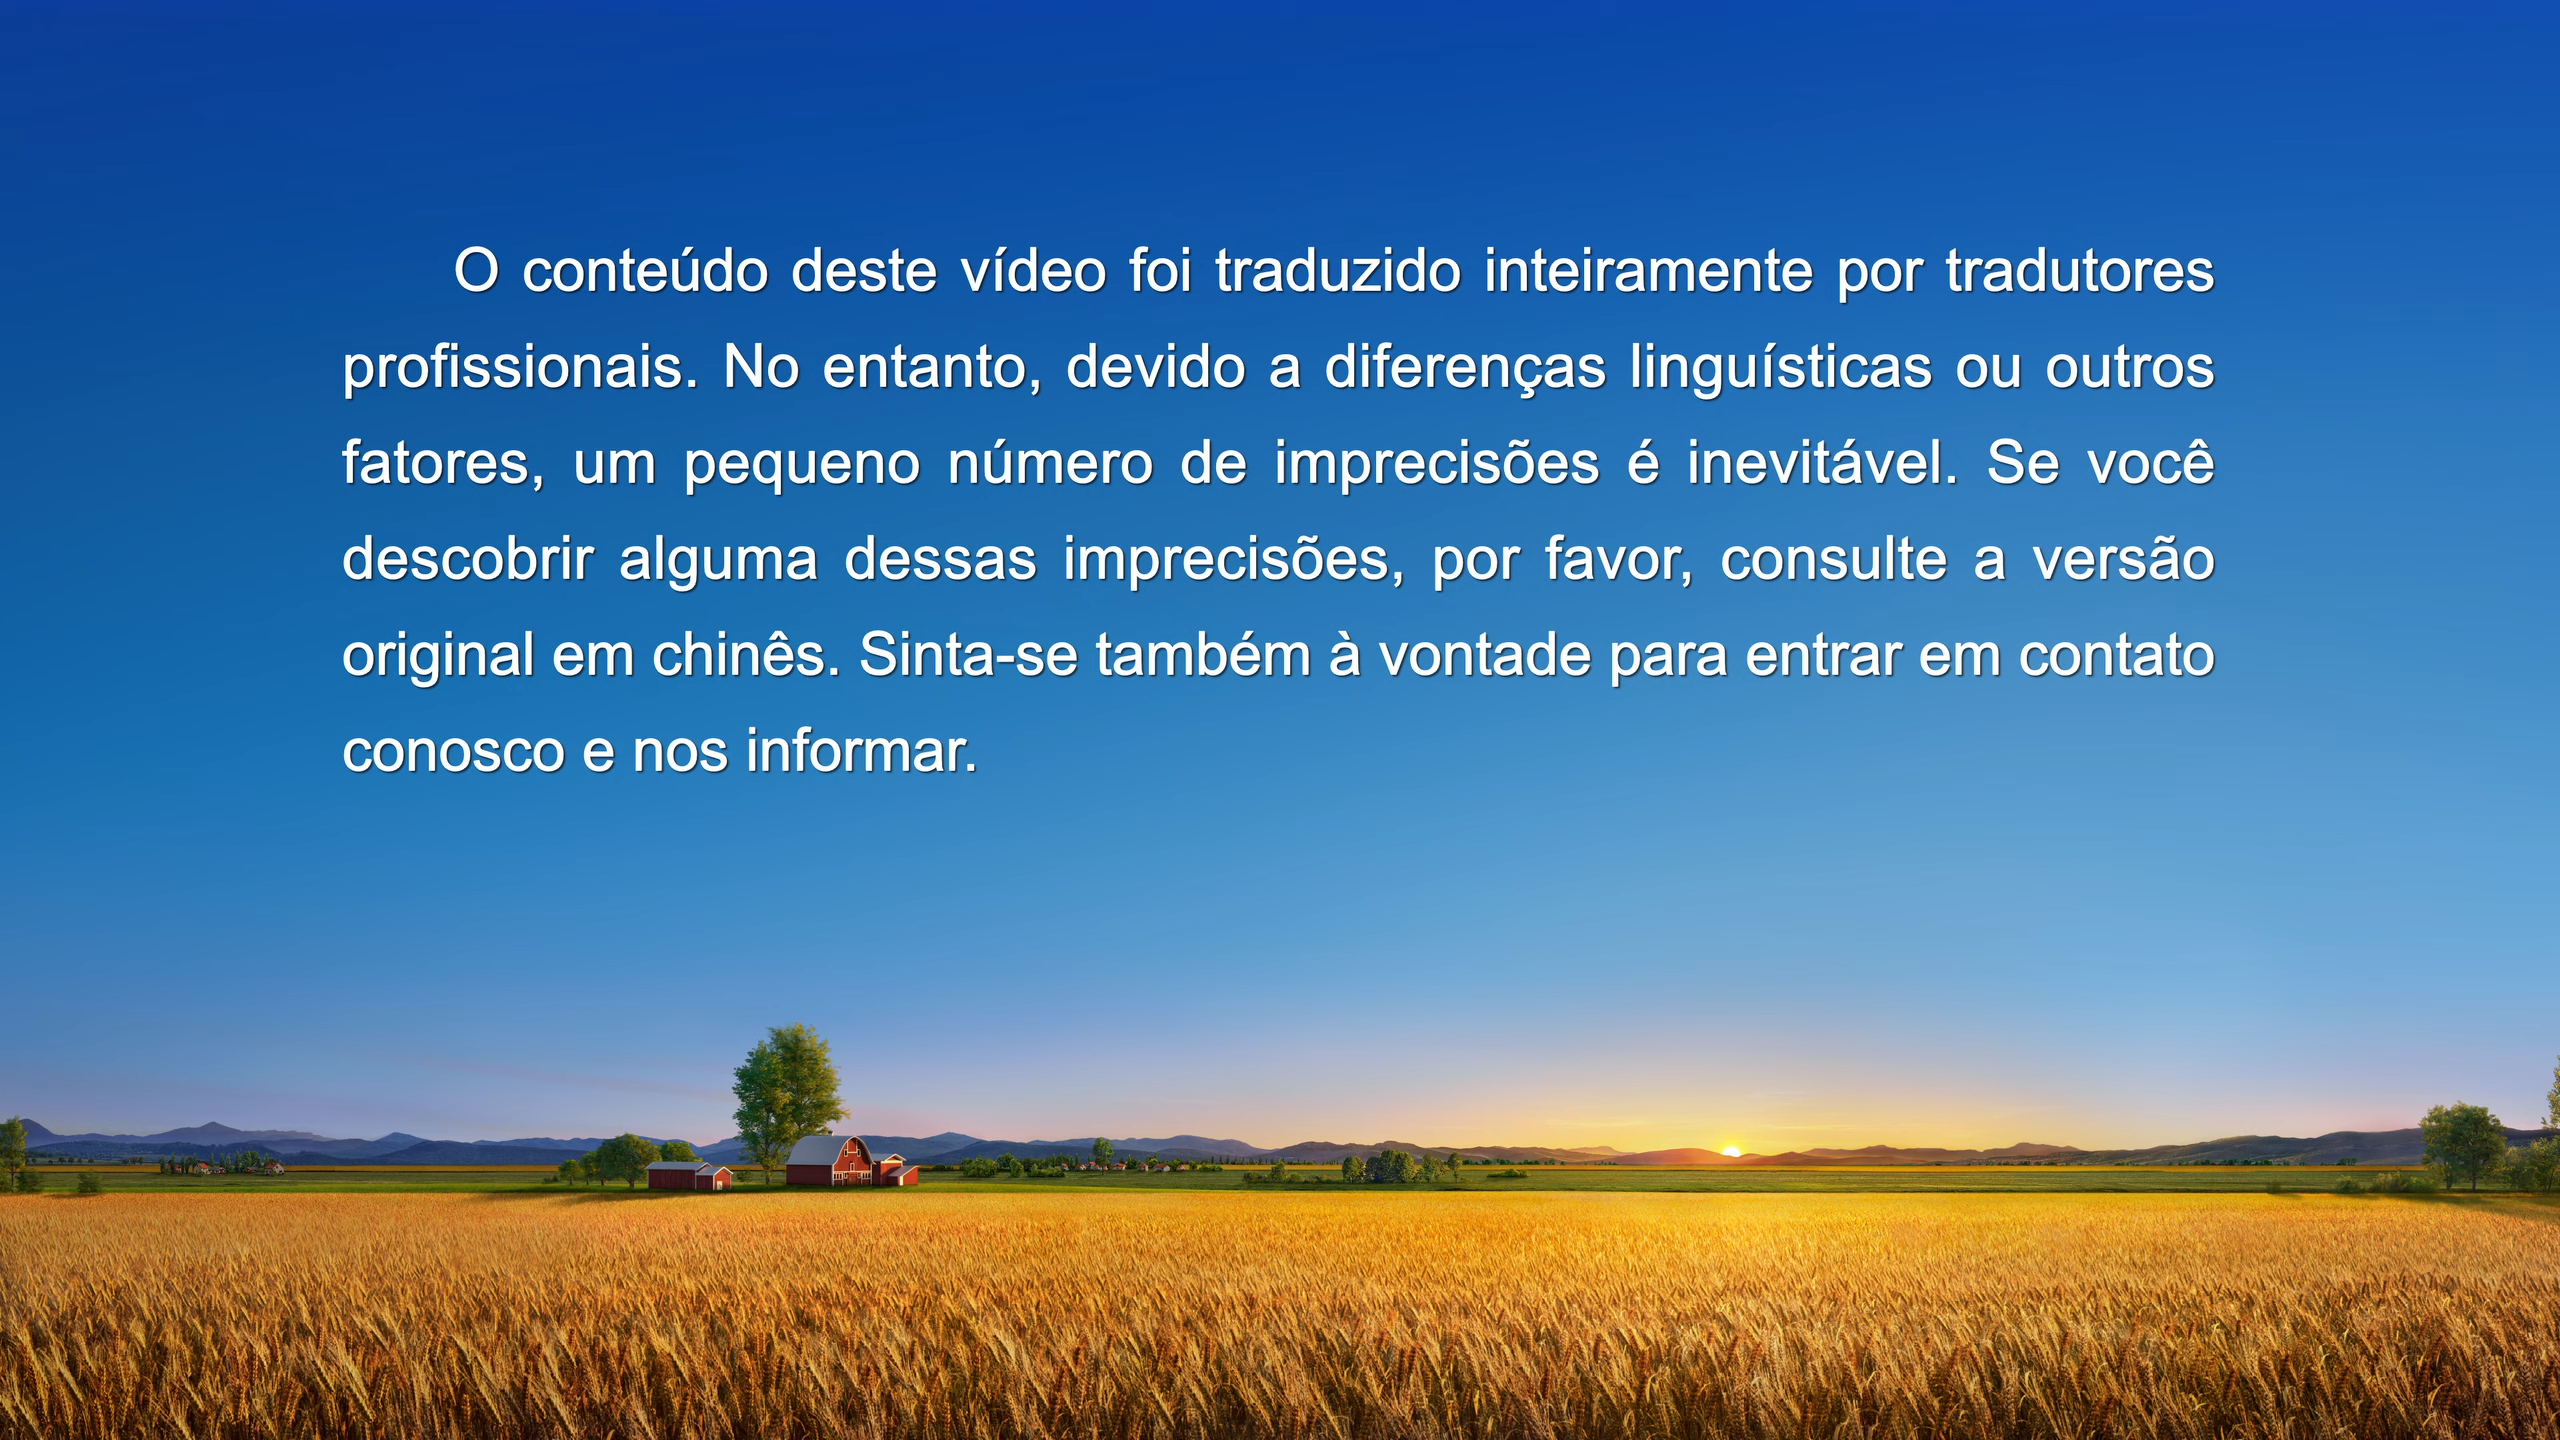 O conteúdo deste vídeo foi traduzido inteiramente por tradutores
profissionais. No entanto, devido a diferenças linguísticas ou outros
fatores, um pequeno número de imprecisões é inevitável. Se você
descobrir alguma dessas imprecisões, por favor, consulte a versão
original em chinês. Sinta-se também à vontade para entrar em contato
conosco e nos informar.